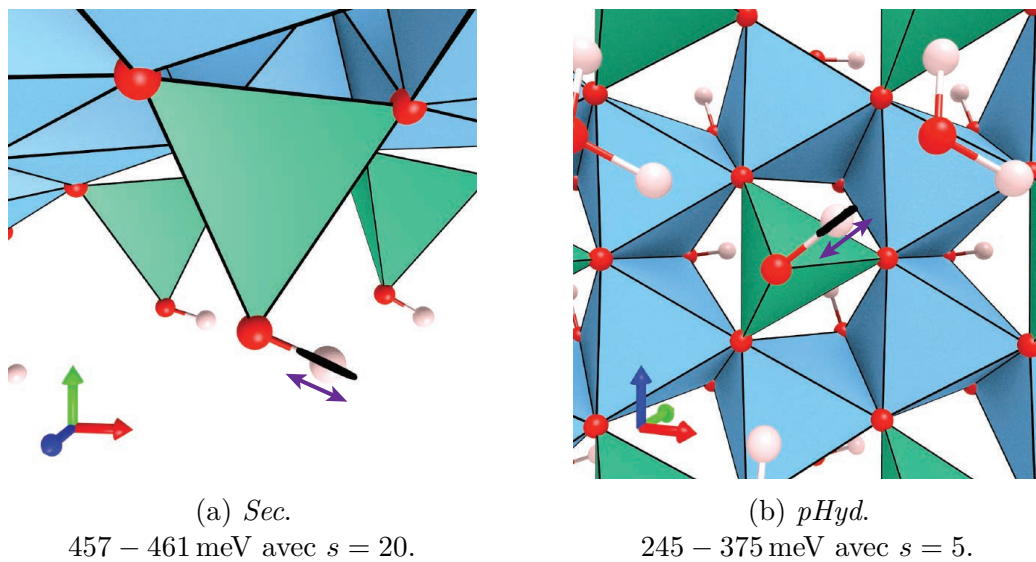 (a) Sec.
457 – 461 meV avec s = 20.
(b) pHyd.
245 – 375 meV avec s = 5.